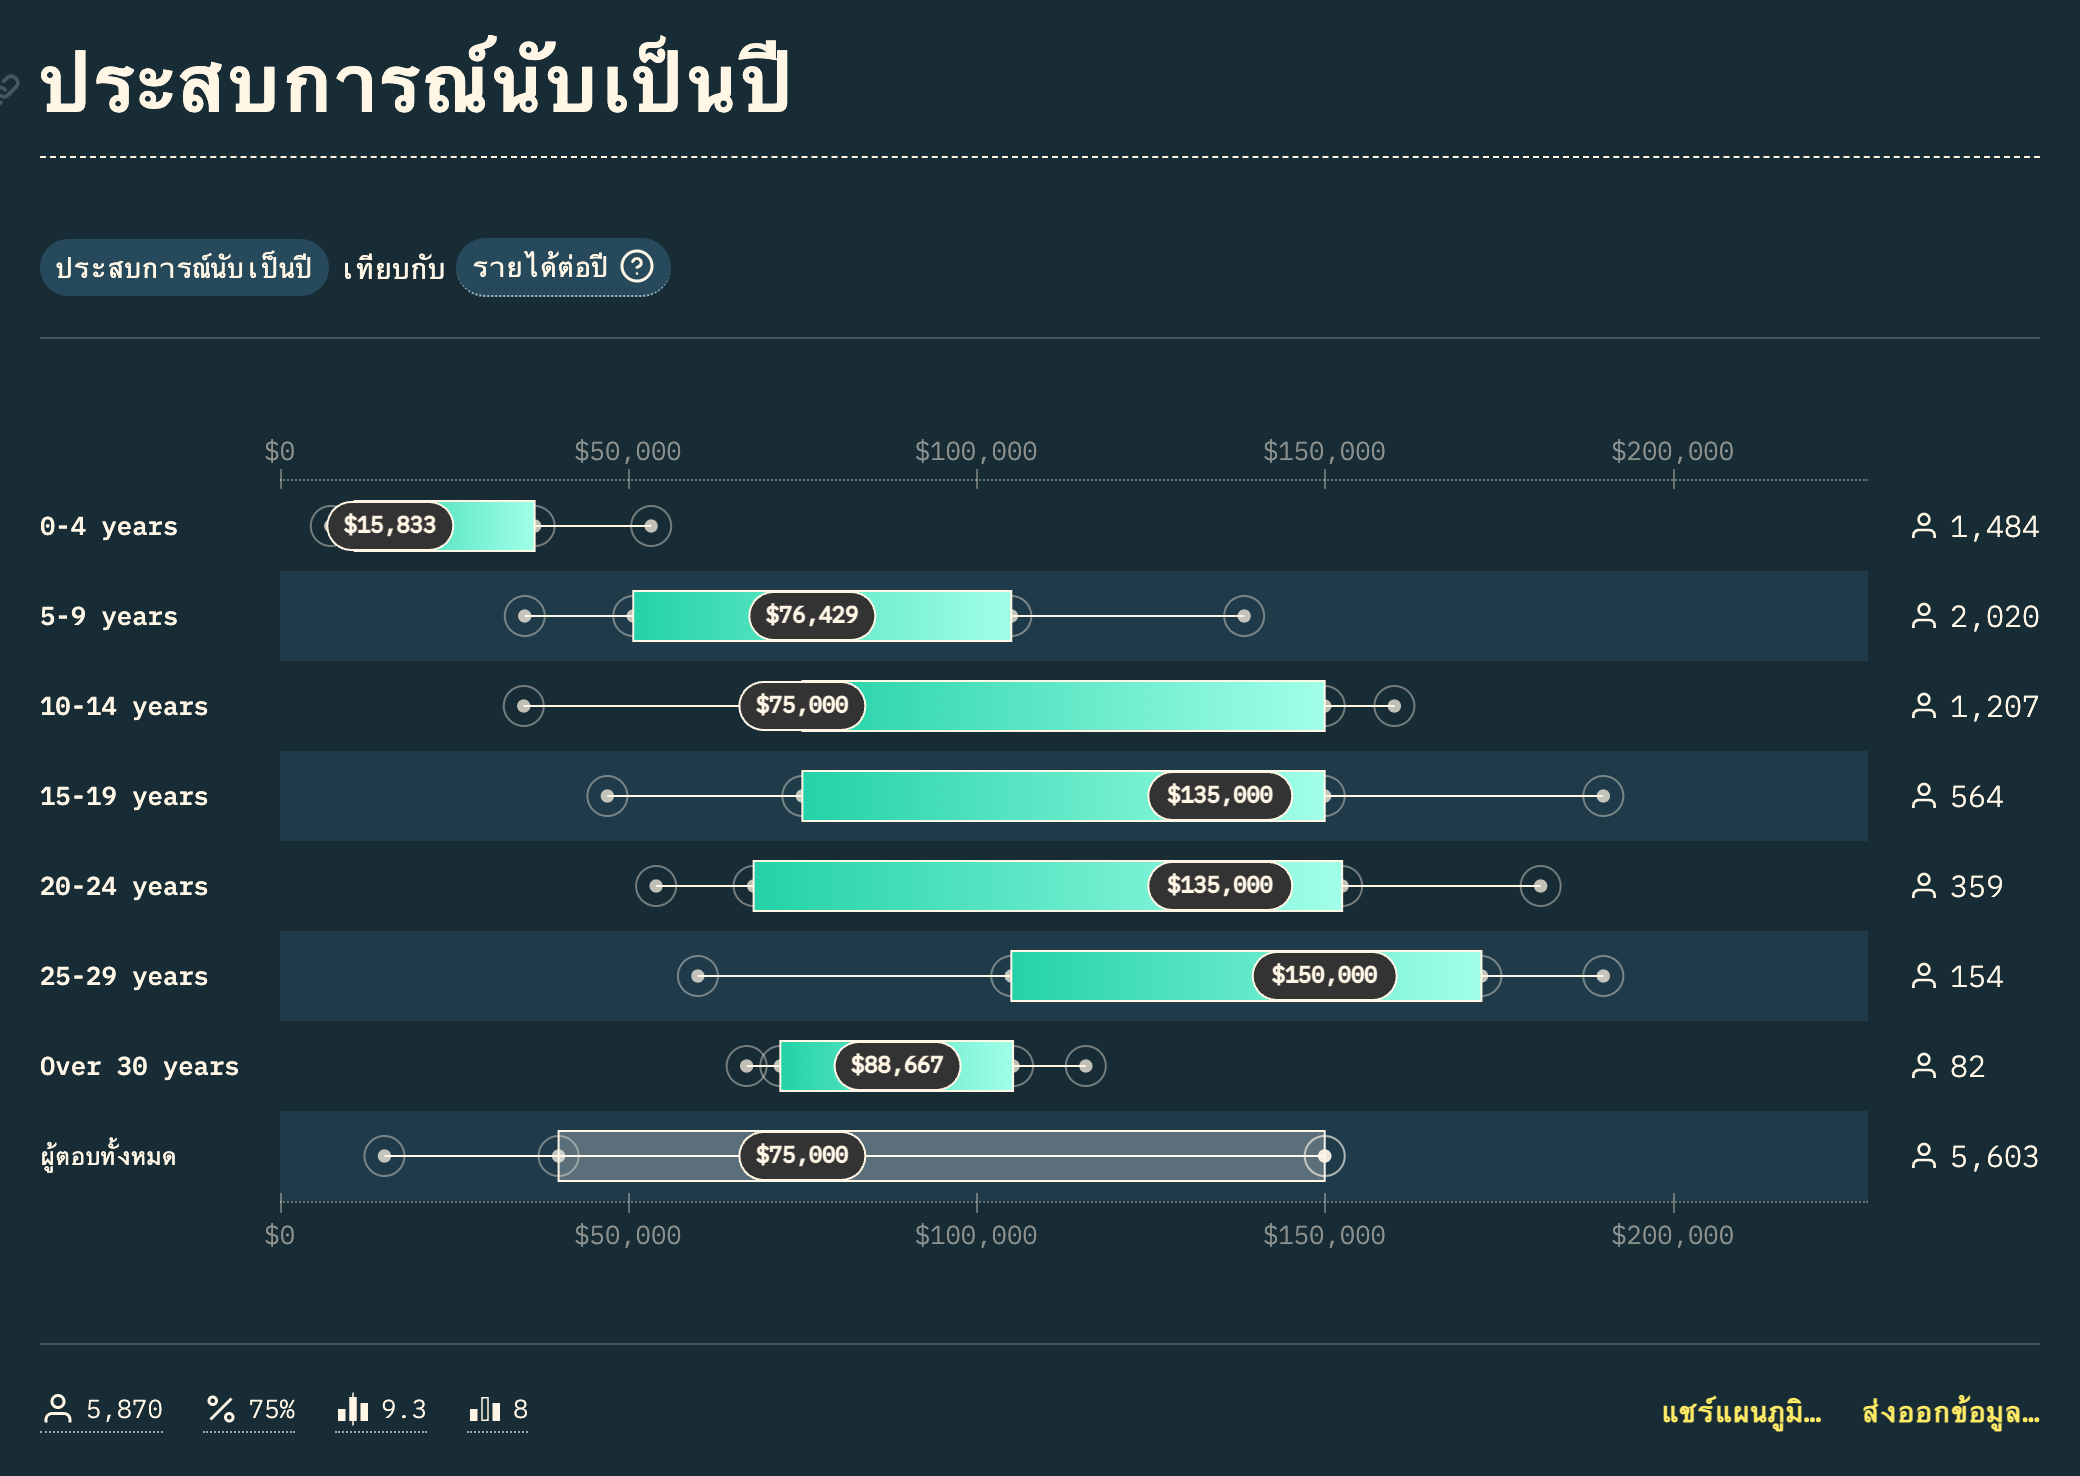 ประสบการณ์นับเป็นปี
ประสบการณ์นับเป็นปี เทียบกับ รายได้ต่อปี ?
$0 $50,000 $100,000 $150,000 $200,000
0-4 years $15,833 1,484
5-9 years $76,429 2,020
10-14 years $75,000 1,207
15-19 years $135,000 564
20-24 years $135,000 359
25-29 years $150,000 154
Over 30 years $88,667 82
ผู้ตอบทั้งหมด $75,000 5,603
$0 $50,000 $100,000 $150,000 $200,000
5,870 75% 9.3 8 แชร์แผนภูมิ… ส่งออกข้อมูล…